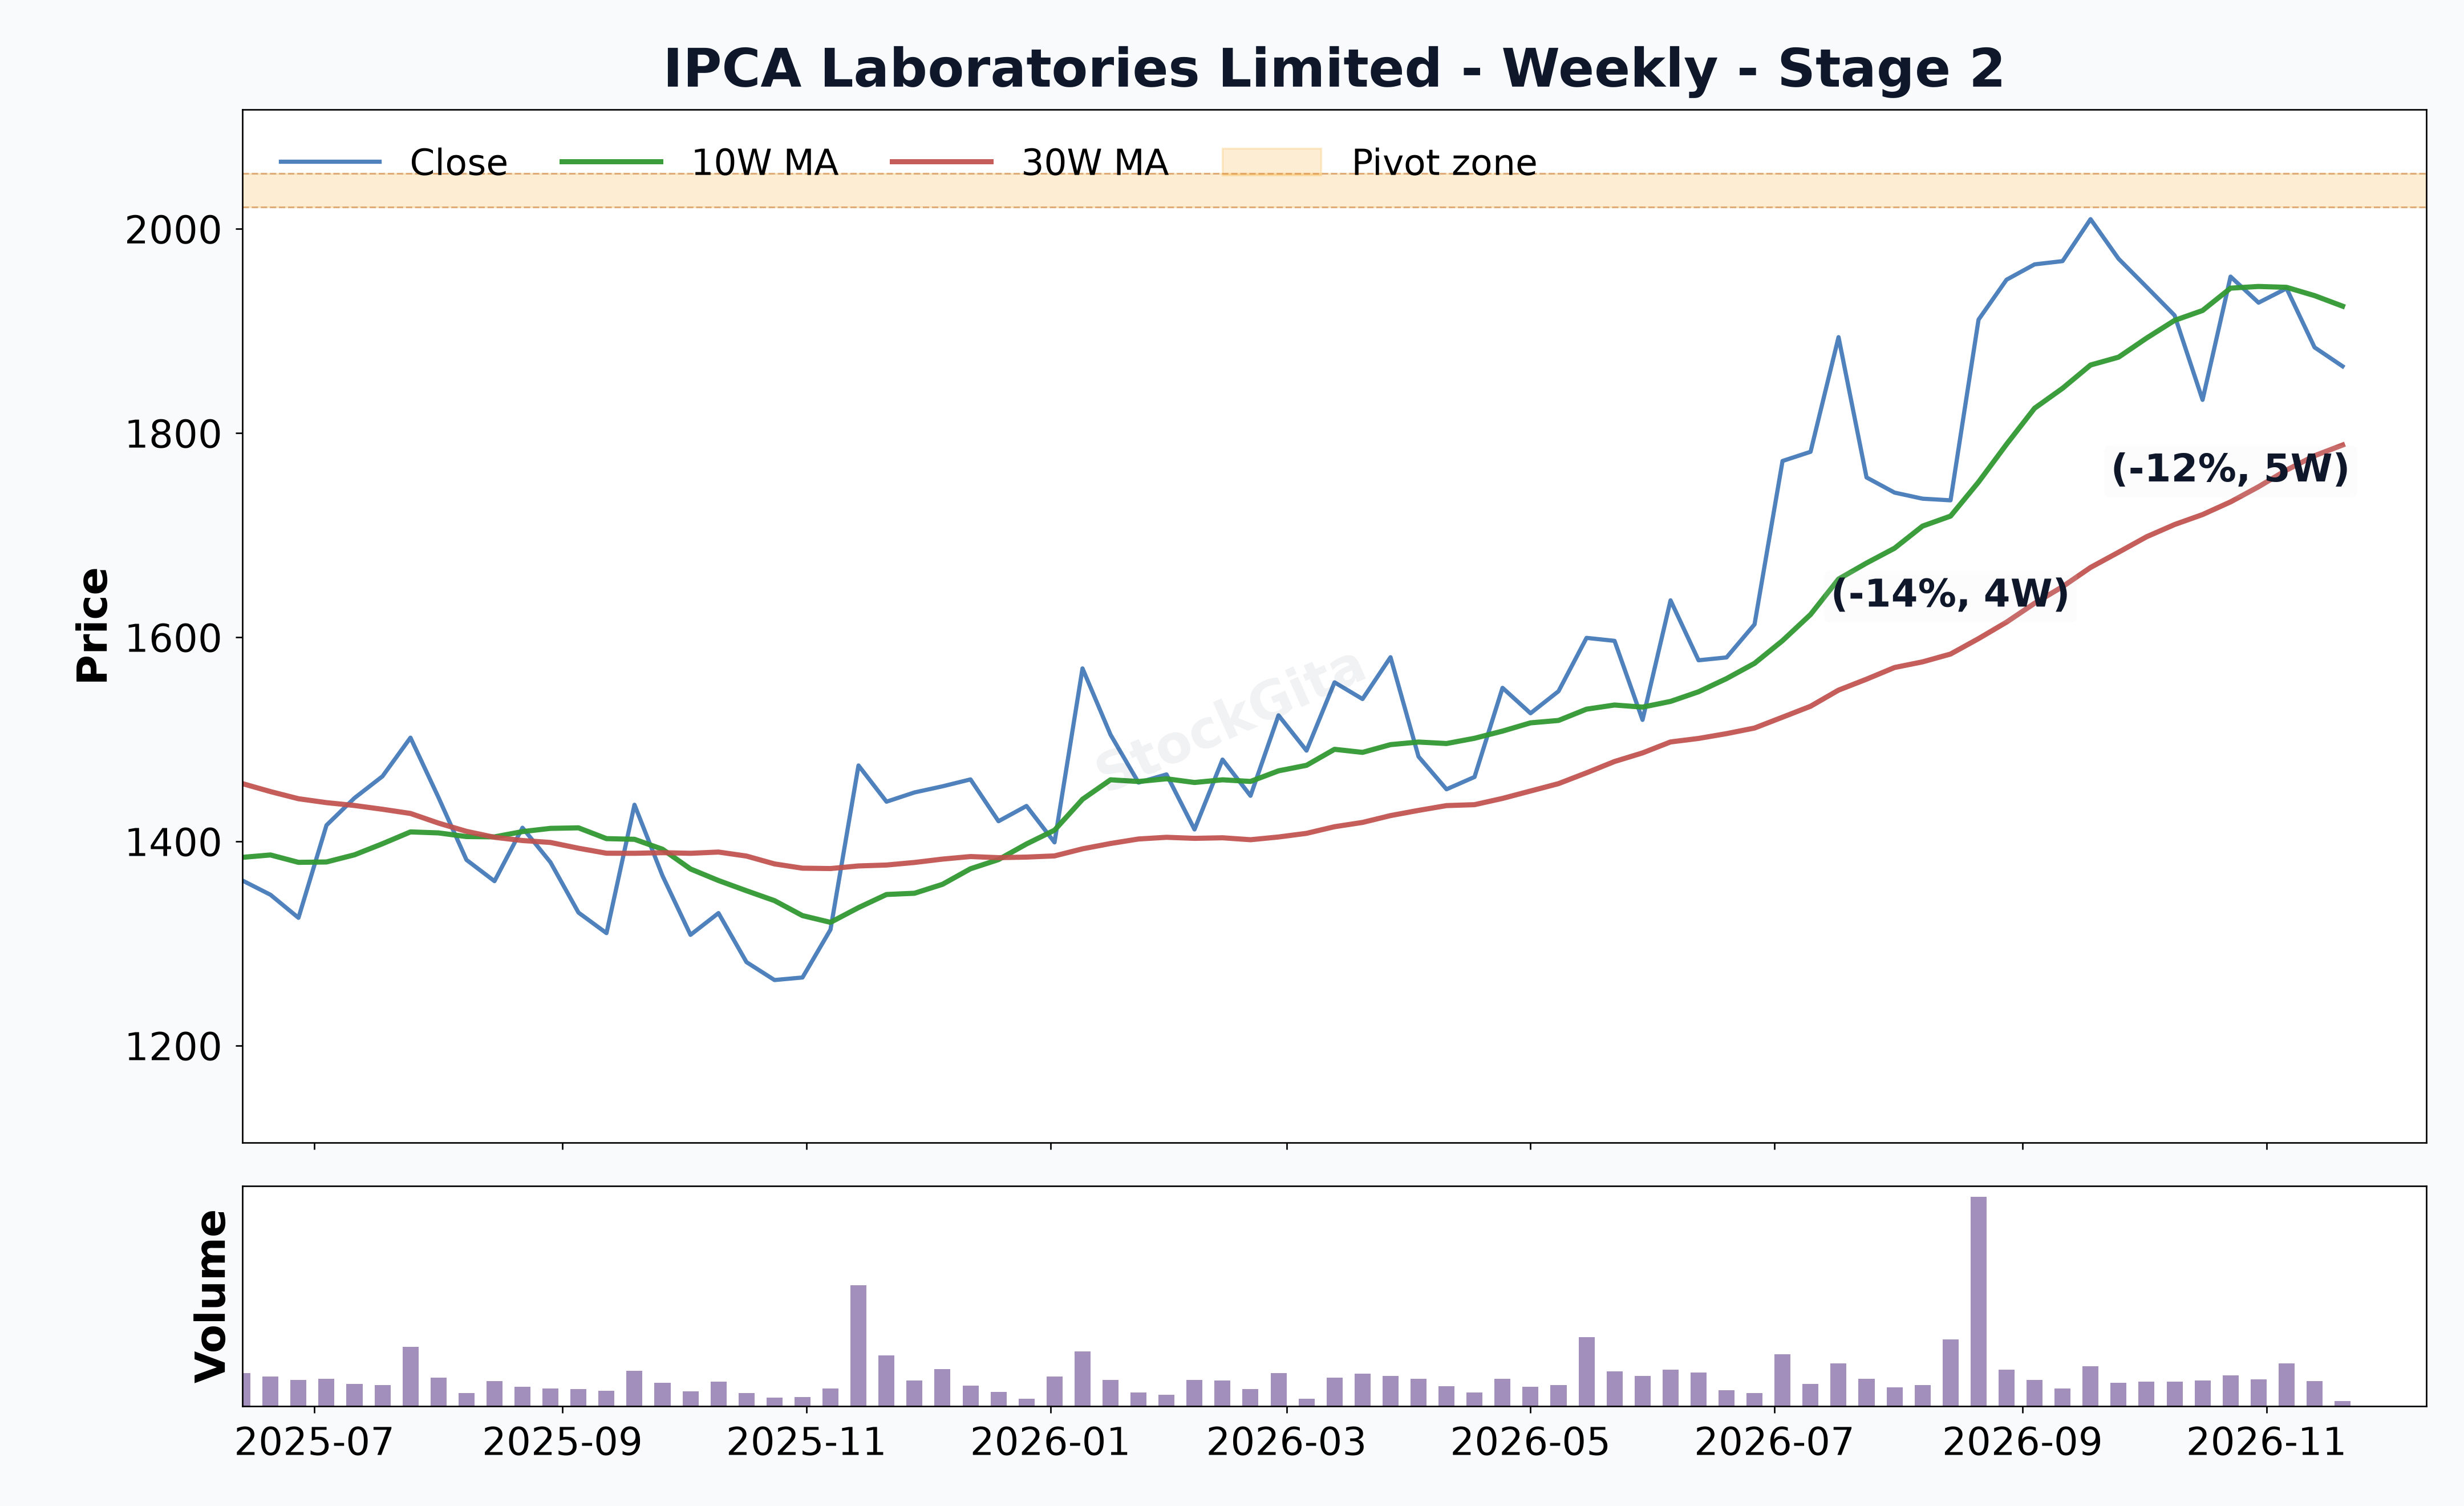 IPCA Laboratories Limited - Weekly - Stage 2
Close 10W MA 30W MA Pivot zone
Price
2000
1800
1600
1400
1200
(-12%, 5W)
(-14%, 4W)
StockGita
Volume
2025-07 2025-09 2025-11 2026-01 2026-03 2026-05 2026-07 2026-09 2026-11